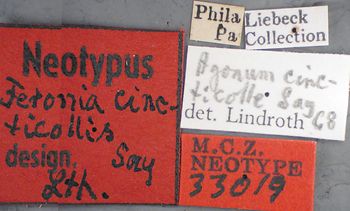 Neotypus
Feronia cinc-
ticollis
design. Say
Lth.
Phila
Pa
Liebeck
Collection
Agonum cinc-
ticolle Say
det. Lindroth 68
M.C.Z.
NEOTYPE
33019